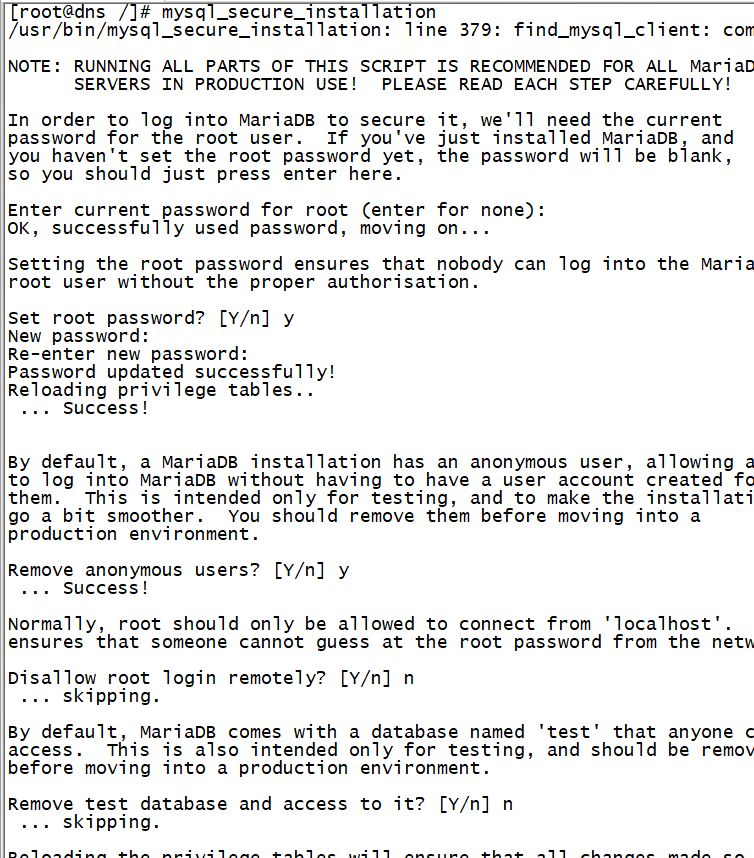 [root@dns /]# mysql_secure_installation
/usr/bin/mysql_secure_installation: line 379: find_mysql_client: com
NOTE: RUNNING ALL PARTS OF THIS SCRIPT IS RECOMMENDED FOR ALL MariaD
SERVERS IN PRODUCTION USE!  PLEASE READ EACH STEP CAREFULLY!
In order to log into MariaDB to secure it, we'll need the current
password for the root user.  If you've just installed MariaDB, and
you haven't set the root password yet, the password will be blank,
so you should just press enter here.
Enter current password for root (enter for none):
OK, successfully used password, moving on...
Setting the root password ensures that nobody can log into the Maria
root user without the proper authorisation.
Set root password? [Y/n] y
New password:
Re-enter new password:
Password updated successfully!
Reloading privilege tables..
... Success!
By default, a MariaDB installation has an anonymous user, allowing a
to log into MariaDB without having to have a user account created fo
them.  This is intended only for testing, and to make the installati
go a bit smoother.  You should remove them before moving into a
production environment.
Remove anonymous users? [Y/n] y
... Success!
Normally, root should only be allowed to connect from 'localhost'.
ensures that someone cannot guess at the root password from the netw
Disallow root login remotely? [Y/n] n
... skipping.
By default, MariaDB comes with a database named 'test' that anyone c
access.  This is also intended only for testing, and should be remov
before moving into a production environment.
Remove test database and access to it? [Y/n] n
... skipping.
Reloading the privilege tables will ensure that all changes made so